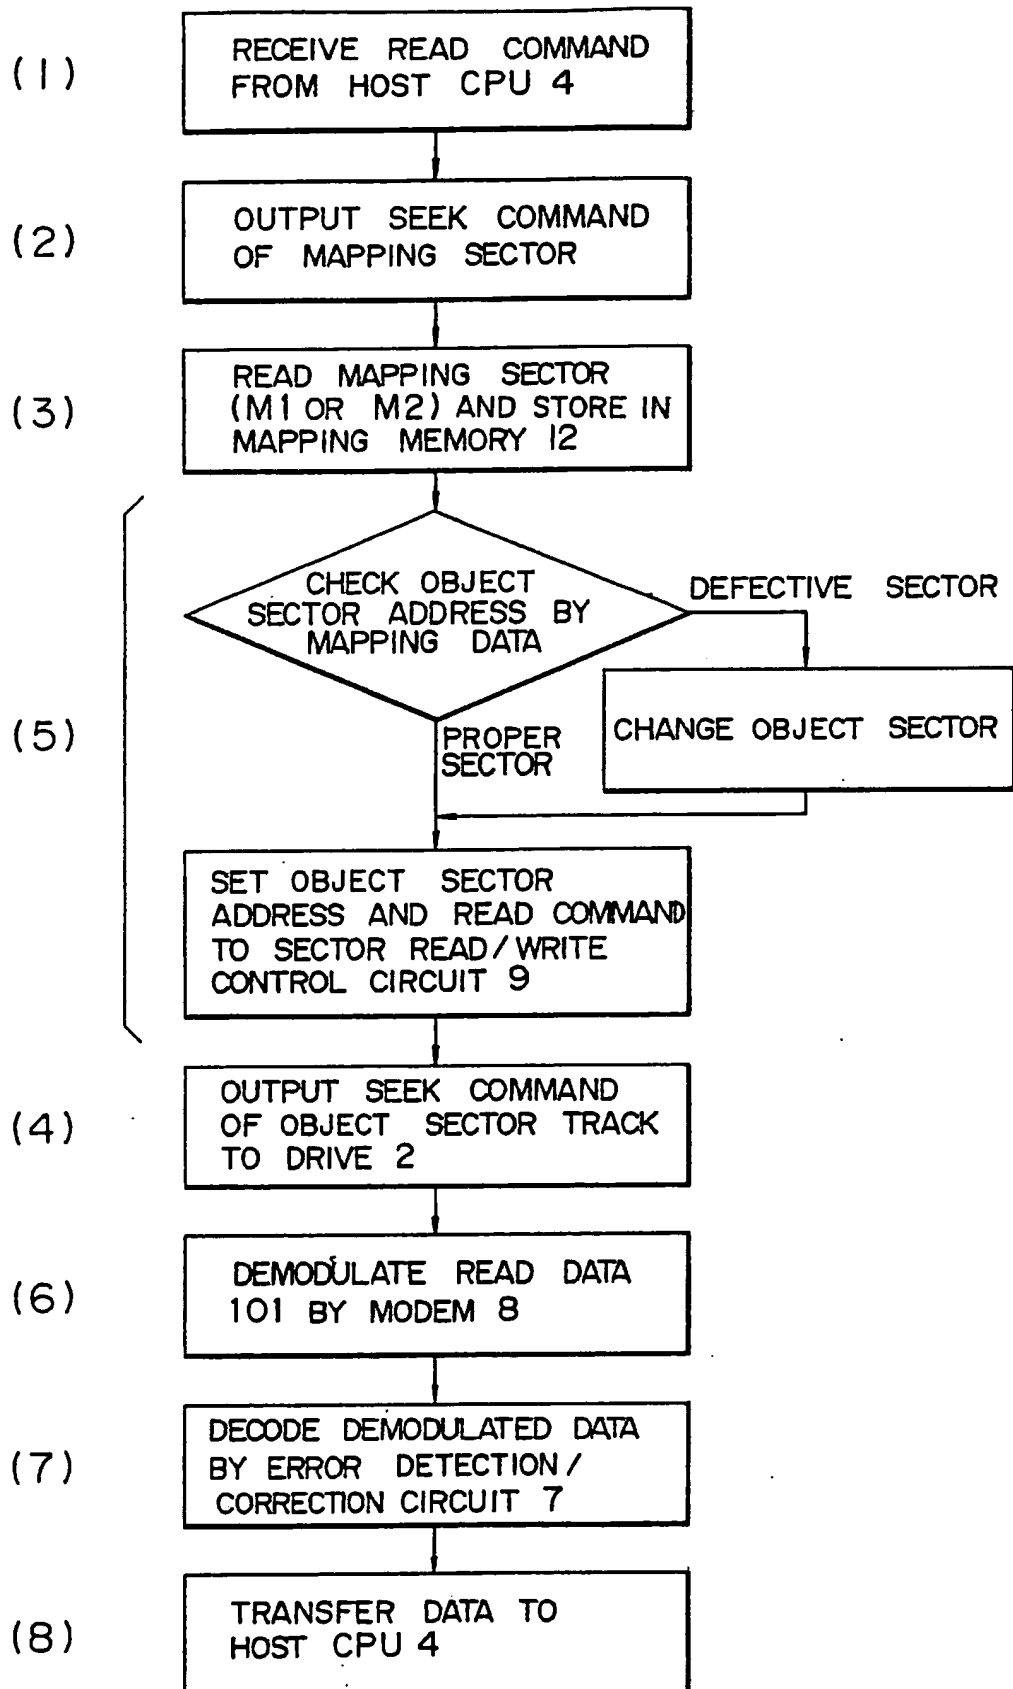 (1)
RECEIVE READ COMMAND
FROM HOST CPU 4
(2)
OUTPUT SEEK COMMAND
OF MAPPING SECTOR
(3)
READ MAPPING SECTOR
(M1 OR M2) AND STORE IN
MAPPING MEMORY 12
(5)
CHECK OBJECT
SECTOR ADDRESS BY
MAPPING DATA
DEFECTIVE SECTOR
CHANGE OBJECT SECTOR
PROPER
SECTOR
SET OBJECT SECTOR
ADDRESS AND READ COMMAND
TO SECTOR READ/WRITE
CONTROL CIRCUIT 9
(4)
OUTPUT SEEK COMMAND
OF OBJECT SECTOR TRACK
TO DRIVE 2
(6)
DEMODULATE READ DATA
101 BY MODEM 8
(7)
DECODE DEMODULATED DATA
BY ERROR DETECTION/
CORRECTION CIRCUIT 7
(8)
TRANSFER DATA TO
HOST CPU 4